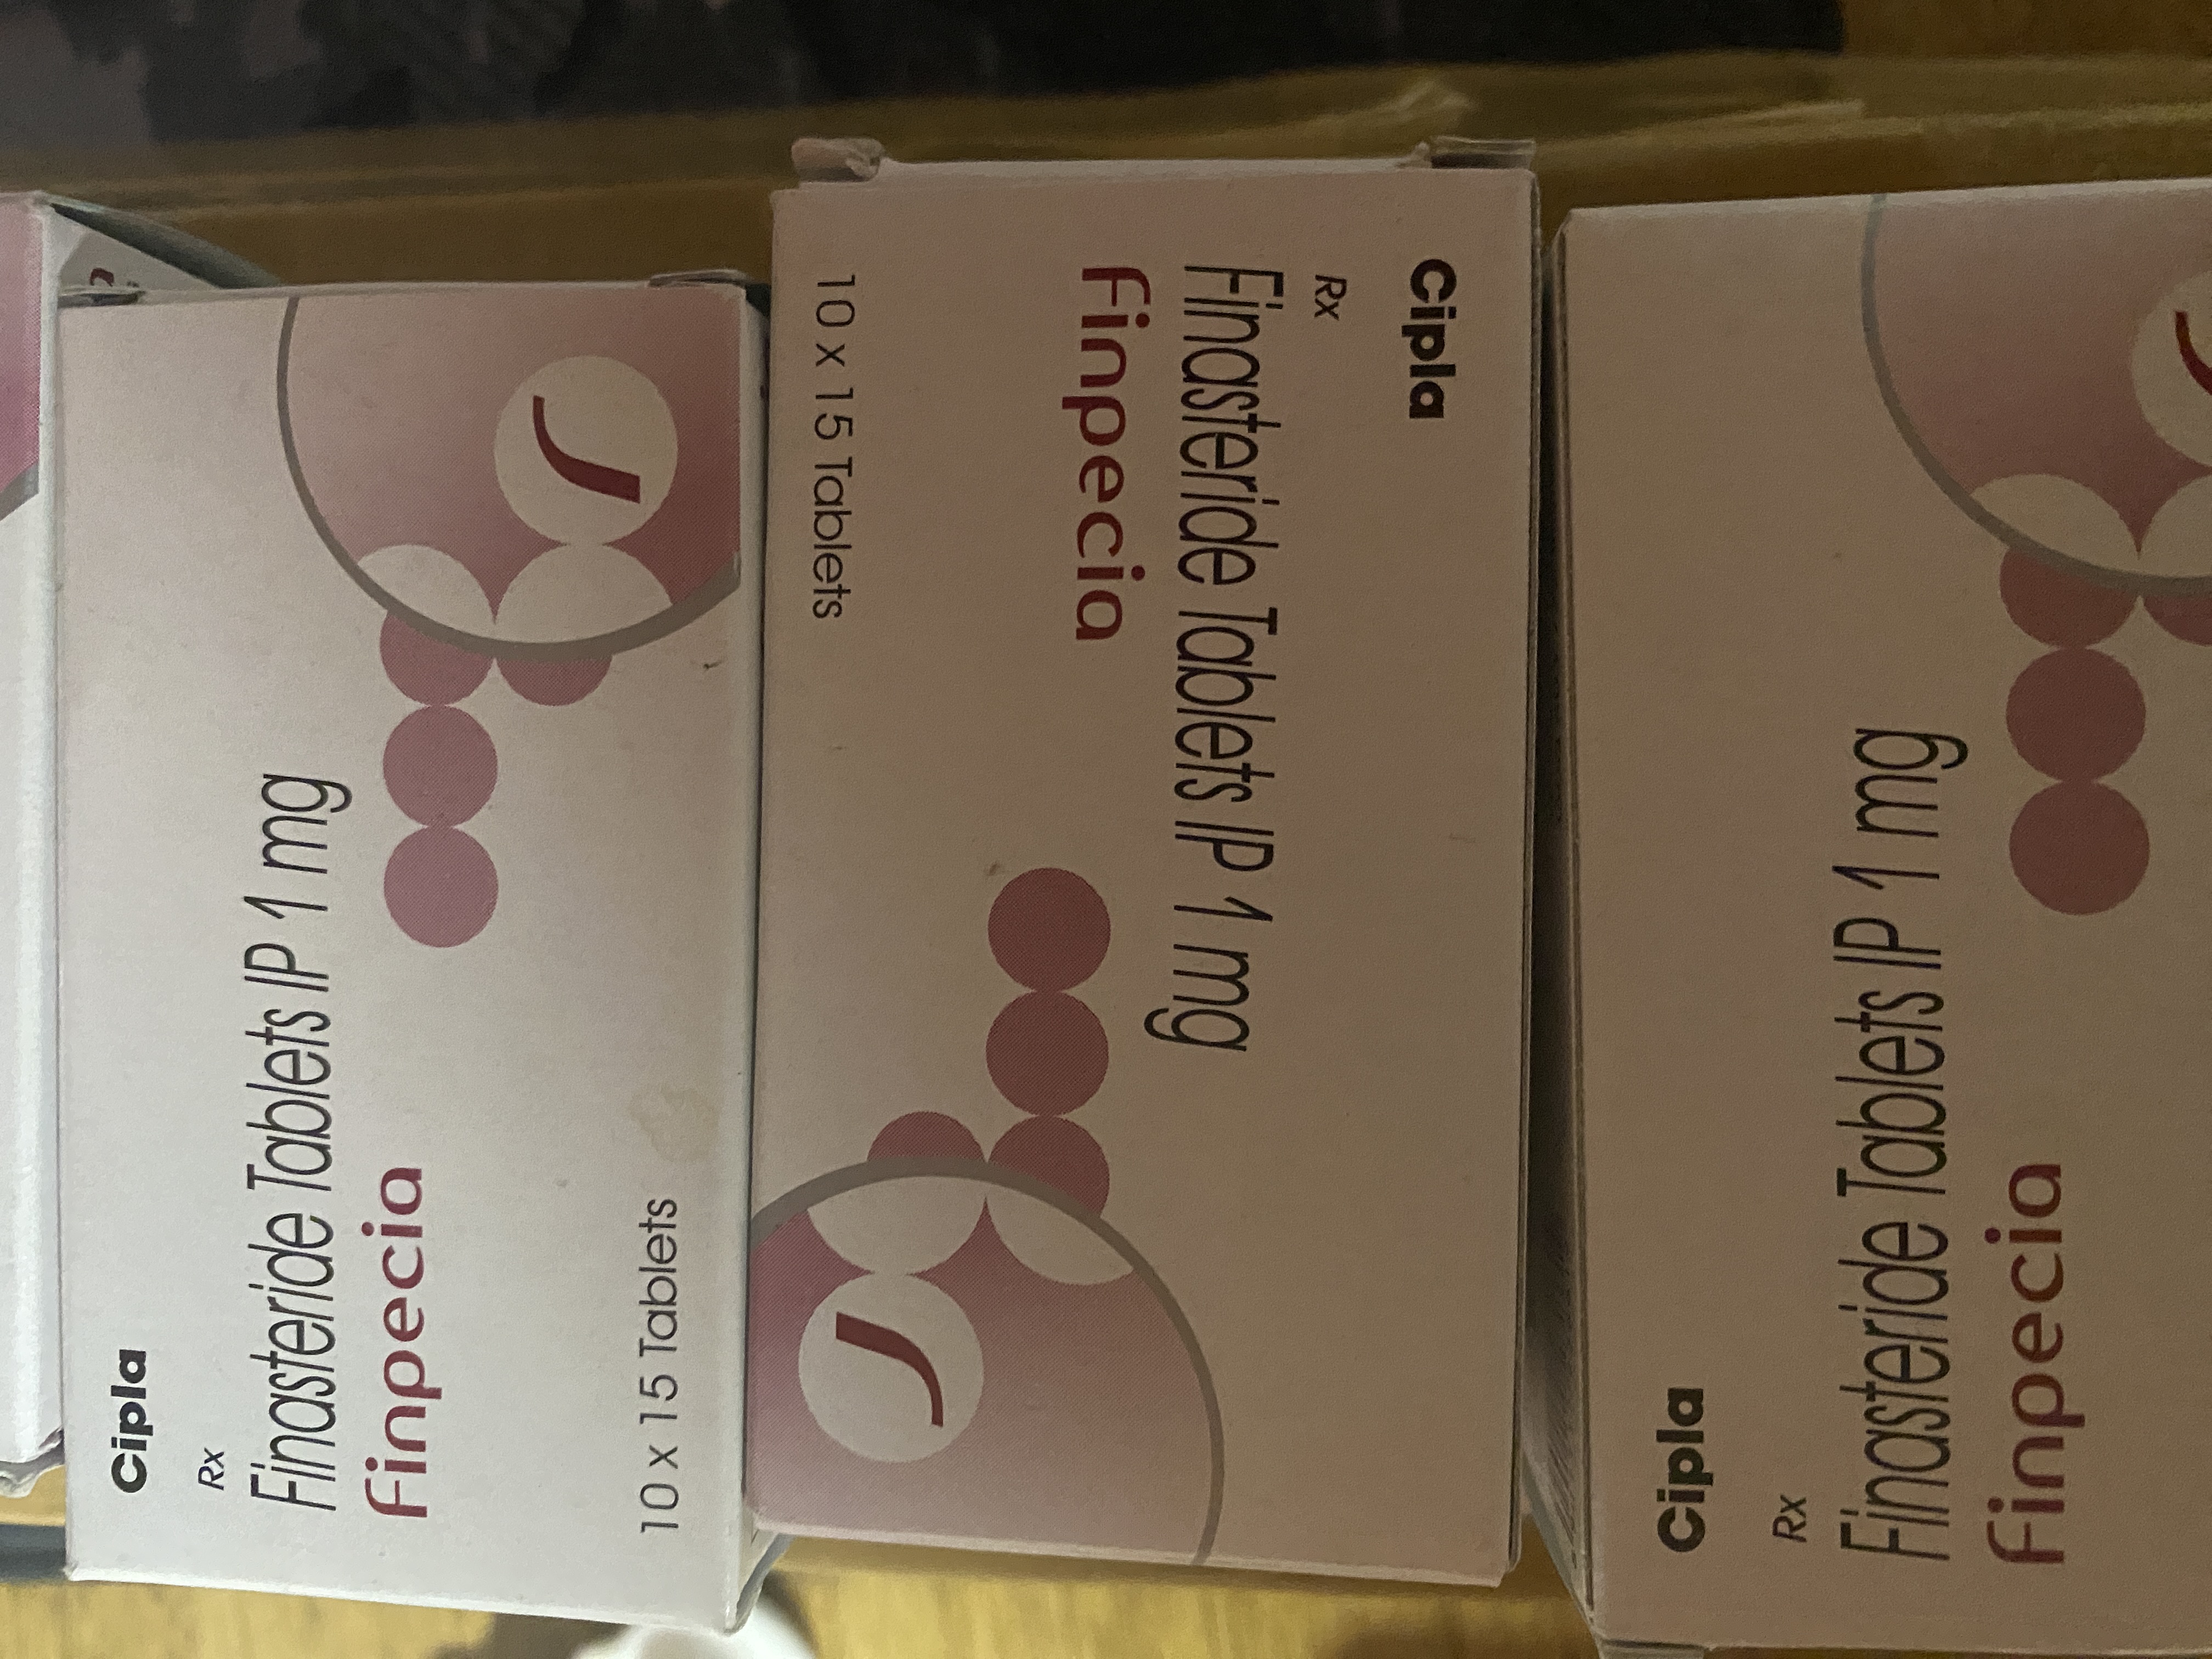 Cipla
Rx
Finasteride Tablets IP 1 mg
Finpecia
10 x 15 Tablets
Cipla
Rx
Finasteride Tablets IP 1 mg
Finpecia
10 x 15 Tablets
Cipla
Rx
Finasteride Tablets IP 1 mg
Finpecia